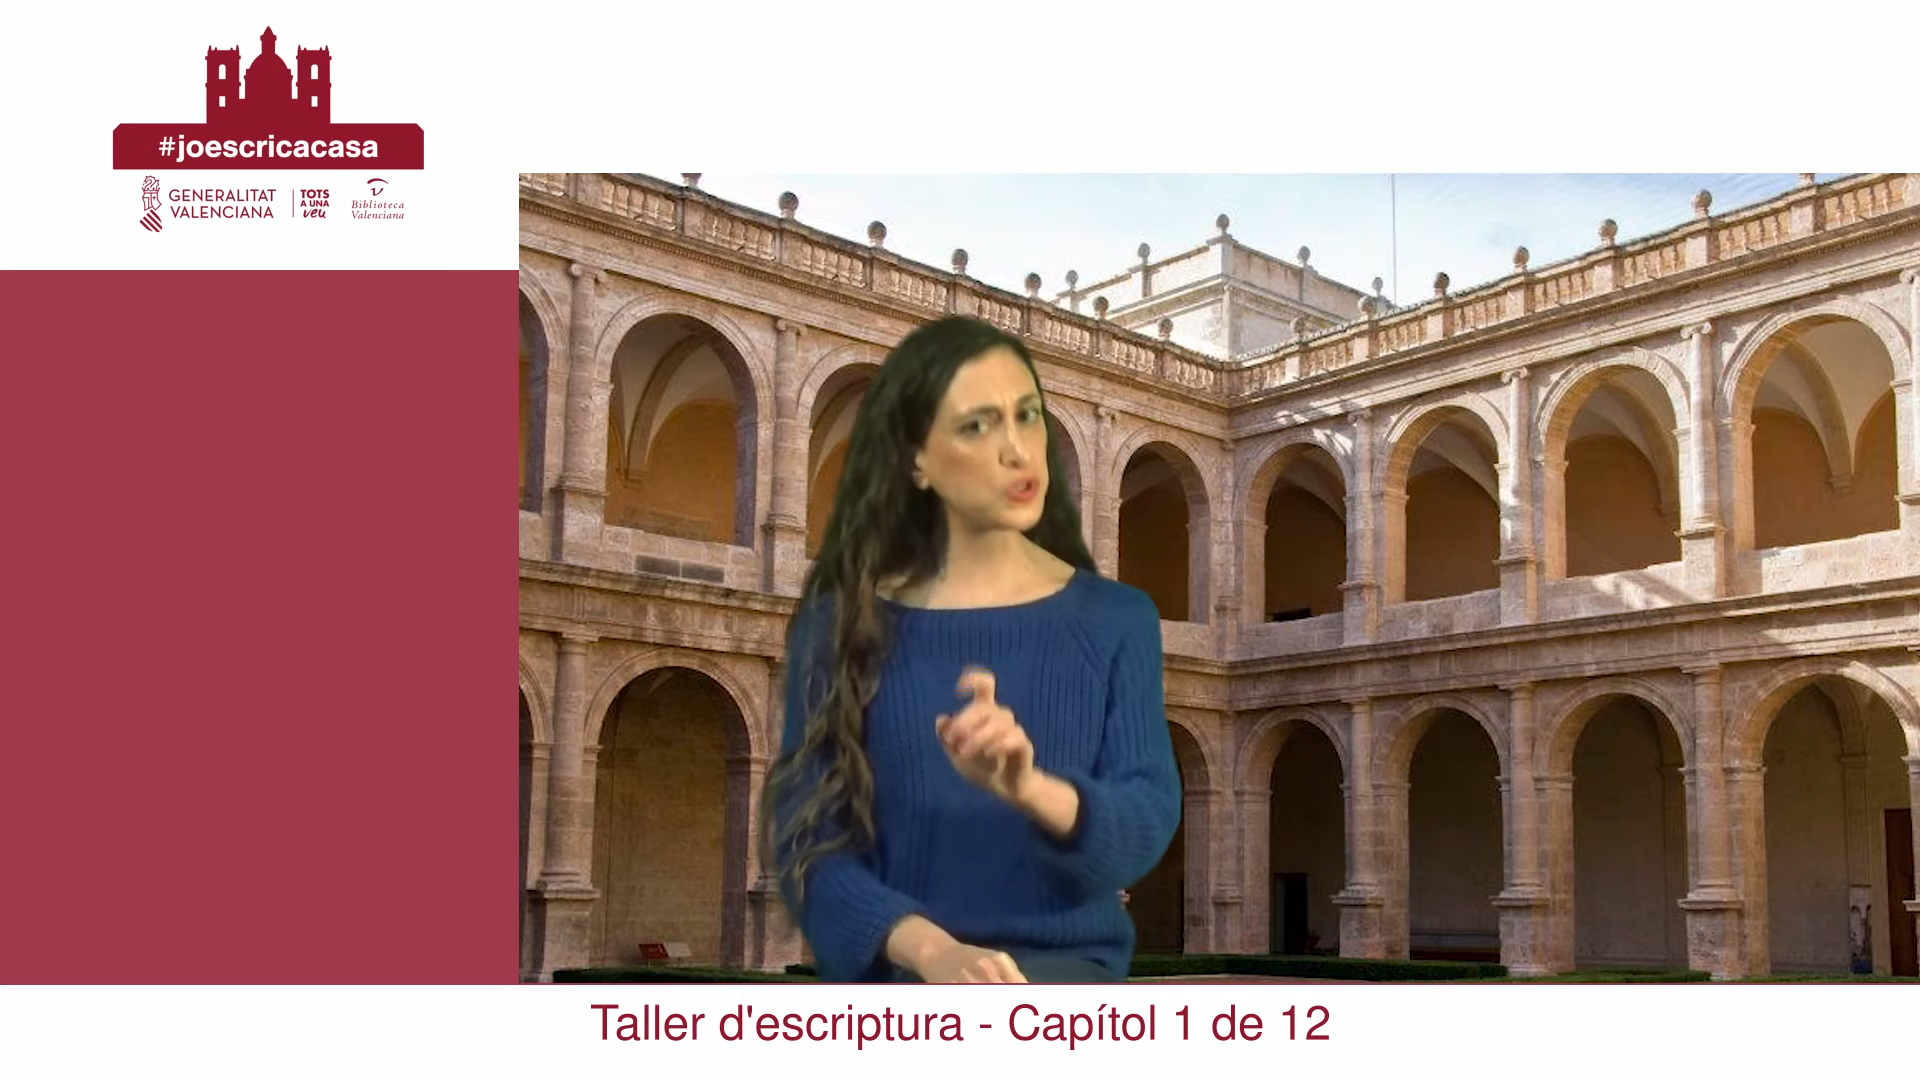 #joescricacasa
GENERALITAT
VALENCIANA
TOTS
A UNA
veu
Biblioteca
Valenciana
Taller d'escriptura - Capítol 1 de 12